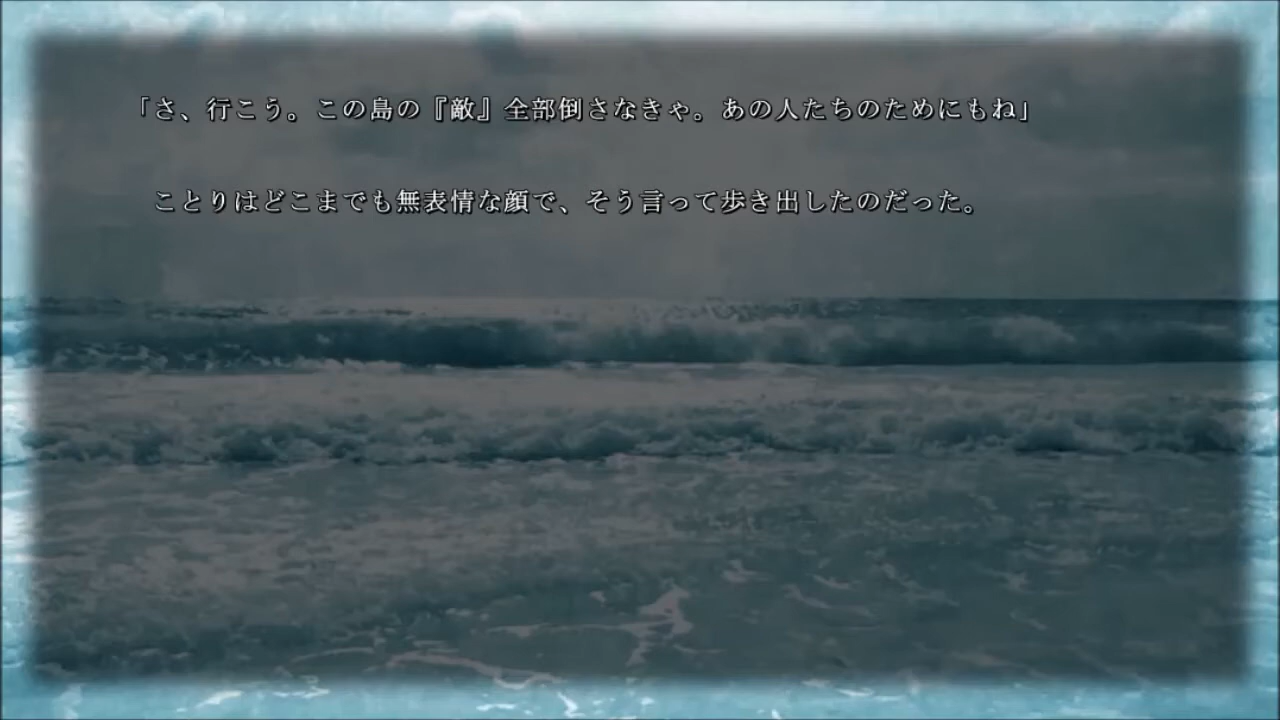 「さ、行こう。この島の『敵』全部倒さなきゃ。あの人たちのためにもね」
ことりはどこまでも無表情な顔で、そう言って歩き出したのだった。